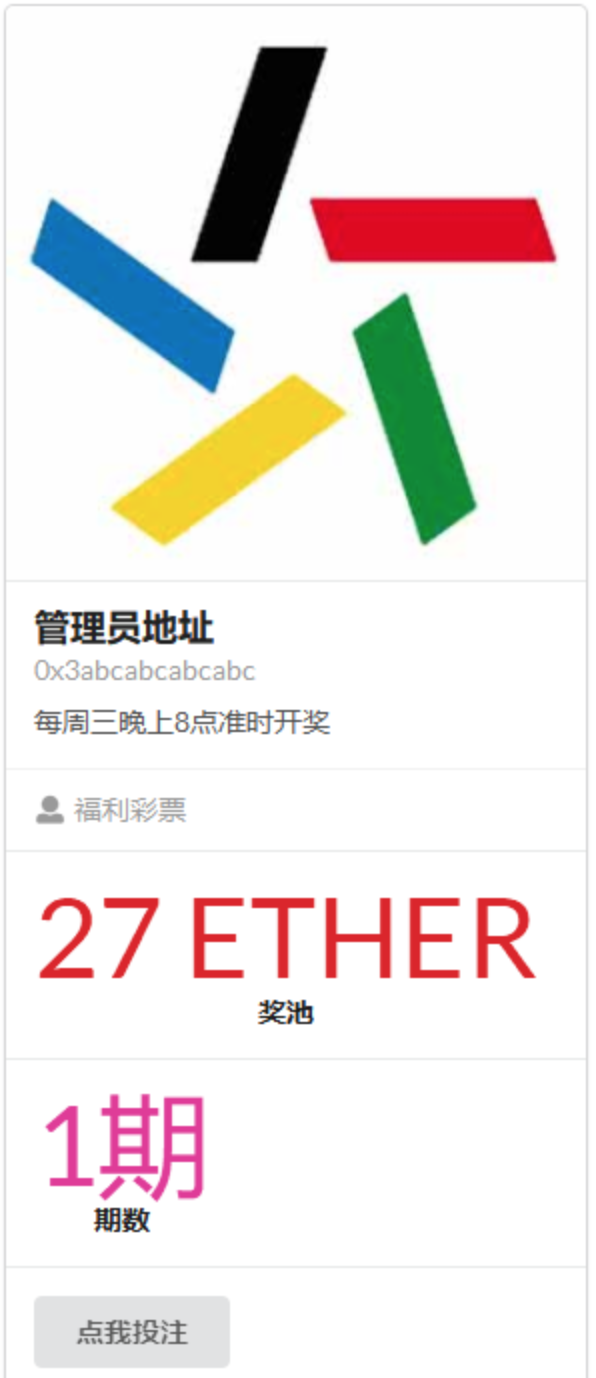 管理员地址
0x3abcabcabcabc
每周三晚上8点准时开奖
福利彩票
27 ETHER
奖池
1期
期数
点我投注